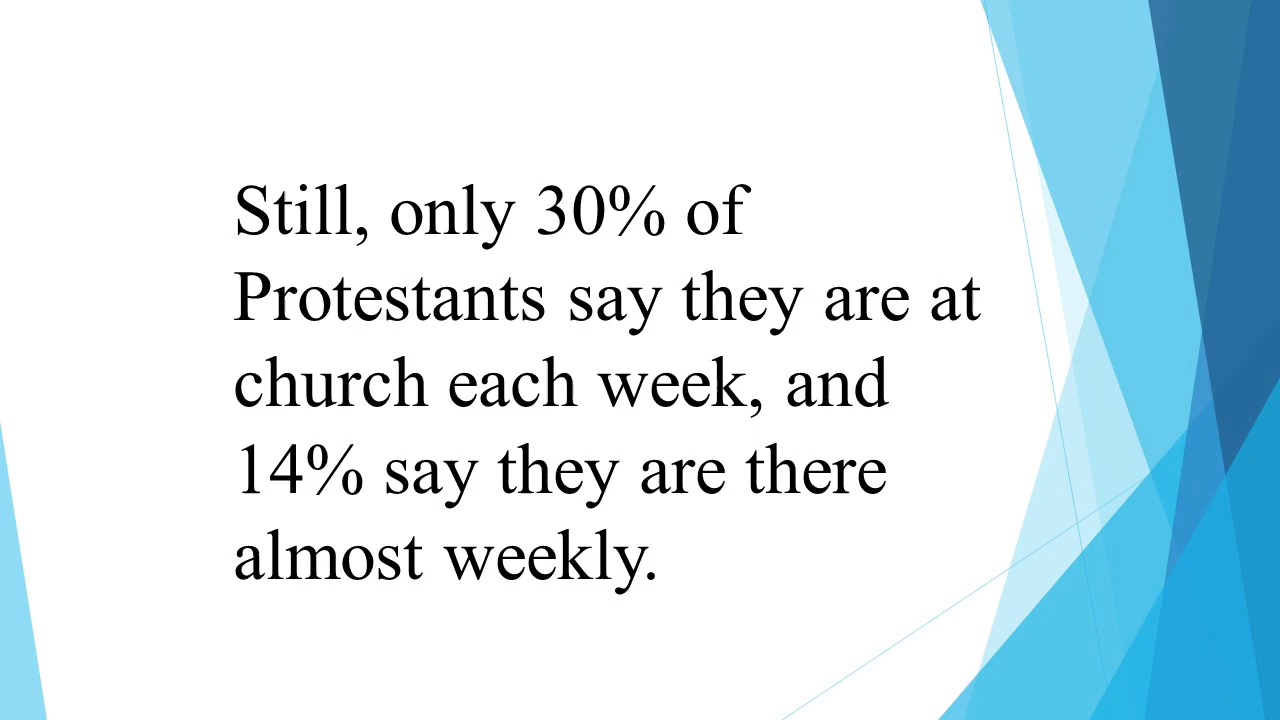 Still, only 30% of
Protestants say they are at
church each week, and
14% say they are there
almost weekly.